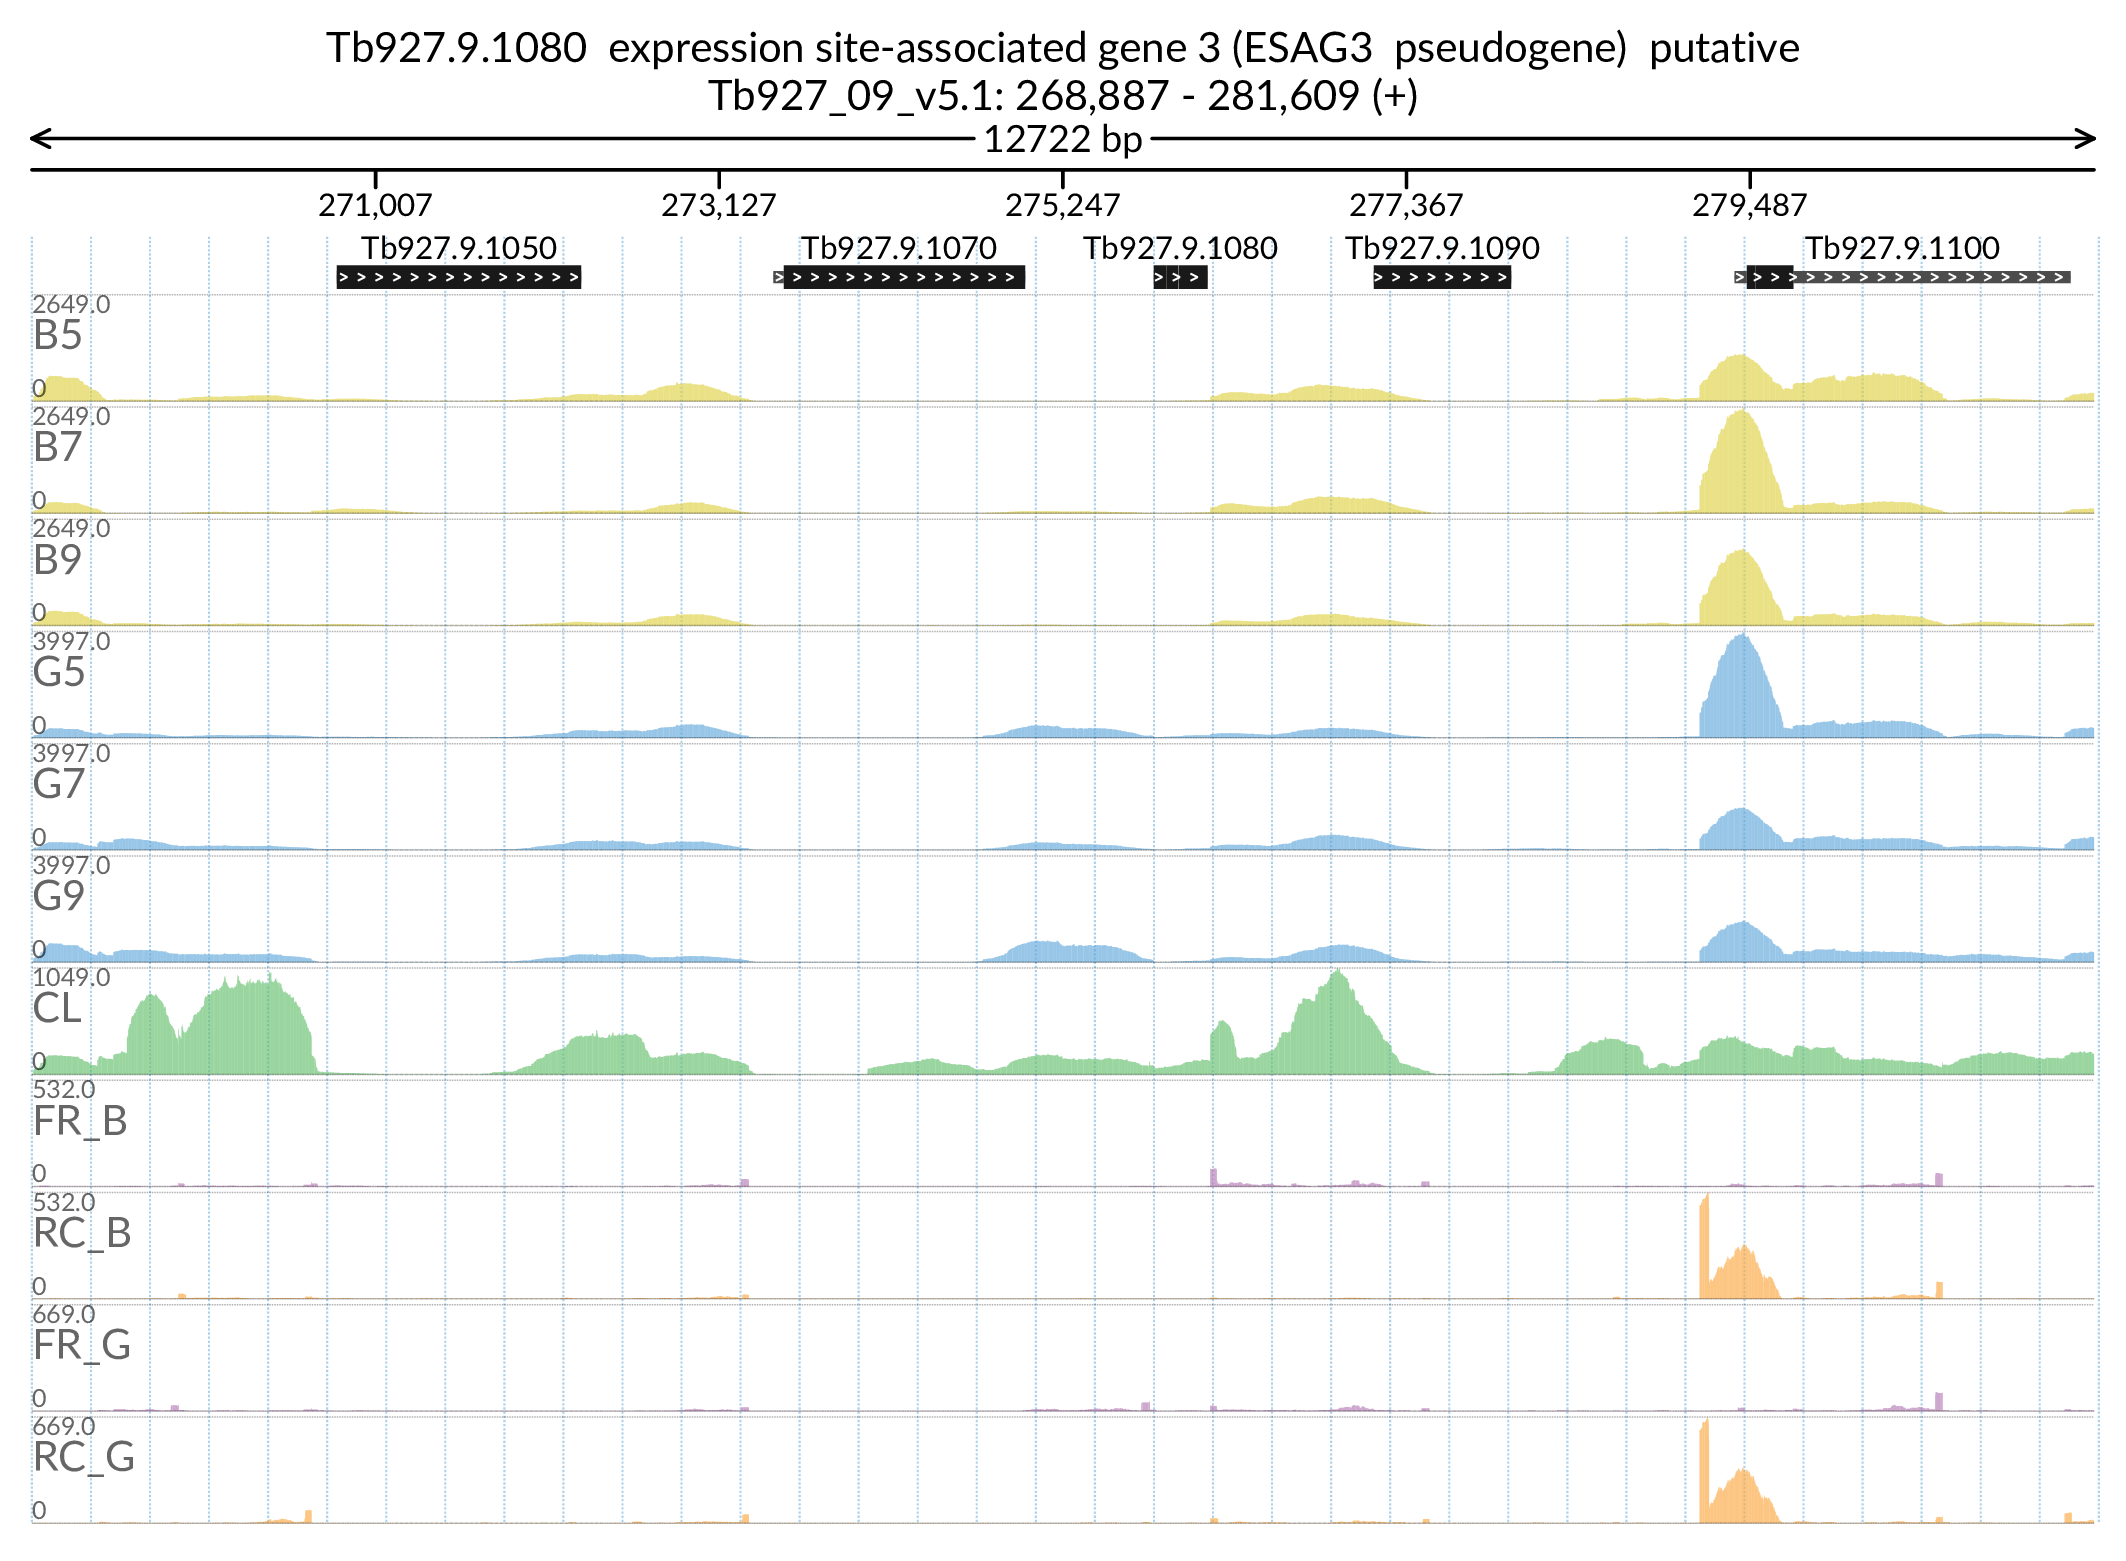 Tb927.9.1080  expression site-associated gene 3 (ESAG3  pseudogene)  putative
Tb927_09_v5.1: 268,887 - 281,609 (+)
12722 bp
271,007 273,127 275,247 277,367 279,487
Tb927.9.1050 Tb927.9.1070 Tb927.9.1080 Tb927.9.1090 Tb927.9.1100
2649.0
B5
0
2649.0
B7
0
2649.0
B9
0
3997.0
G5
0
3997.0
G7
0
3997.0
G9
0
1049.0
CL
0
532.0
FR_B
0
532.0
RC_B
0
669.0
FR_G
0
669.0
RC_G
0